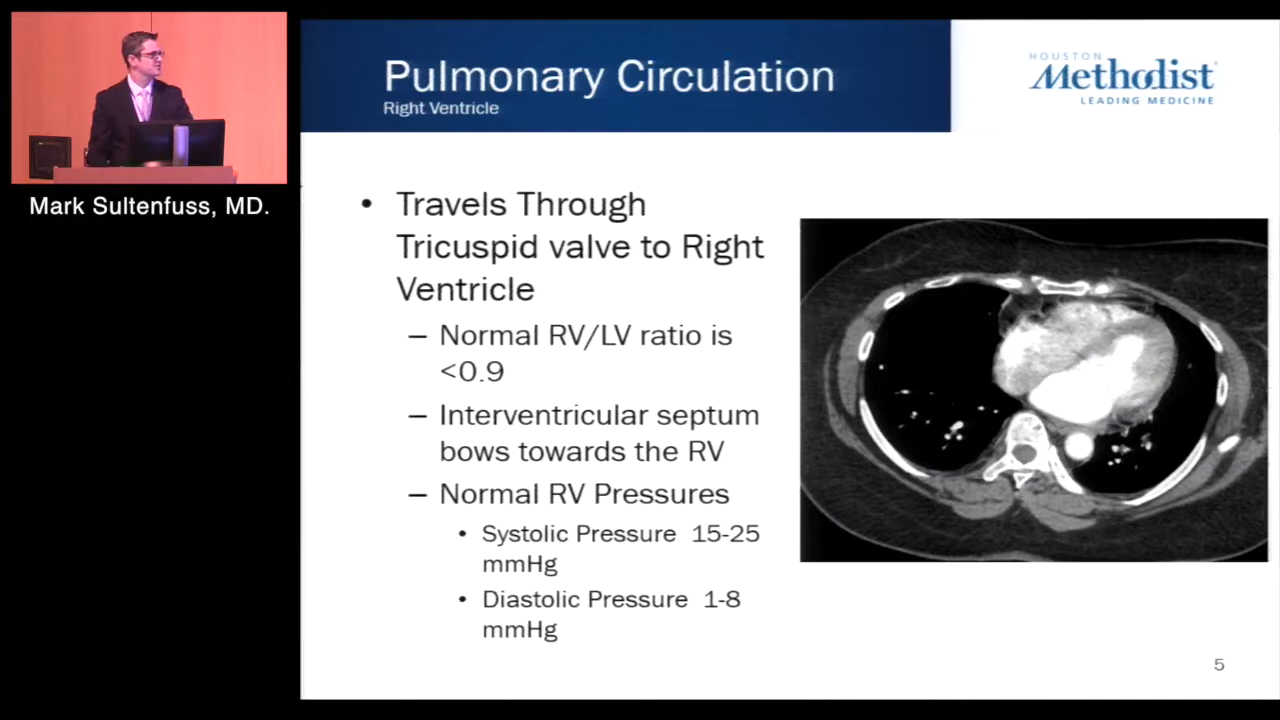 Pulmonary Circulation
Right Ventricle
HOUSTON
Methodist
LEADING MEDICINE
Mark Sultenfuss, MD.
• Travels Through
Tricuspid valve to Right
Ventricle
– Normal RV/LV ratio is
<0.9
– Interventricular septum
bows towards the RV
– Normal RV Pressures
• Systolic Pressure 15-25
mmHg
• Diastolic Pressure 1-8
mmHg
5